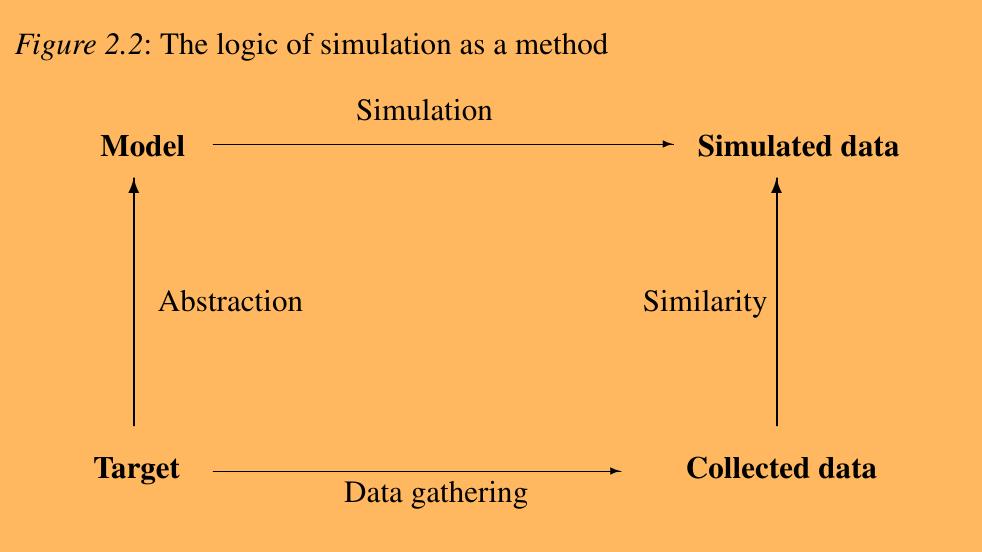 Figure 2.2: The logic of simulation as a method
Simulation
Model
Simulated data
Abstraction
Similarity
Target
Collected data
Data gathering